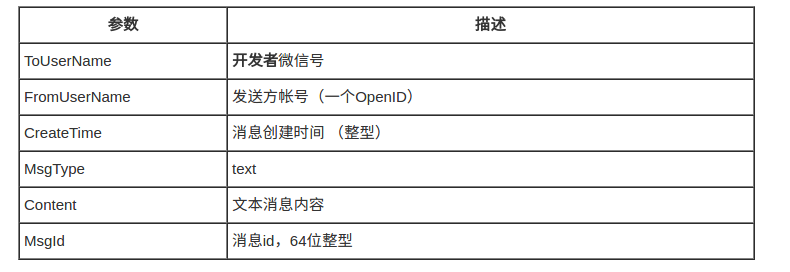 参数 描述
ToUserName 开发者微信号
FromUserName 发送方帐号（一个OpenID）
CreateTime 消息创建时间 （整型）
MsgType text
Content 文本消息内容
MsgId 消息id，64位整型